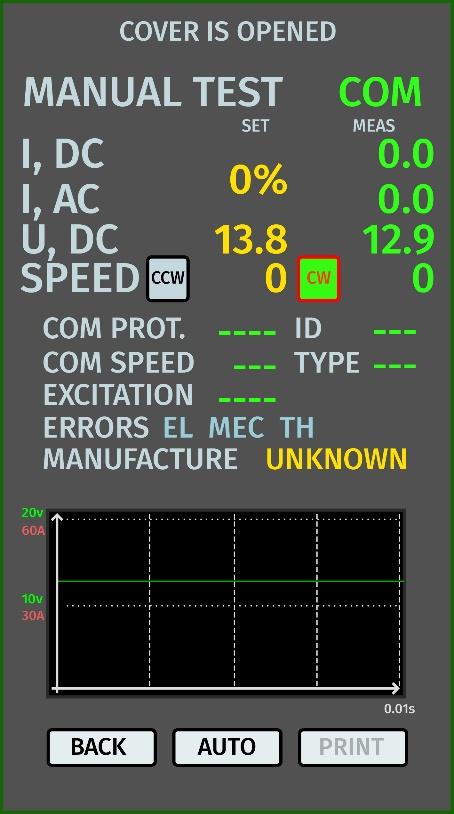 COVER IS OPENED
MANUAL TEST COM
SET MEAS
I, DC 0.0
0%
I, AC 0.0
U, DC 13.8 12.9
SPEED CCW 0 CW 0
COM PROT. ---- ID ---
COM SPEED --- TYPE ---
EXCITATION ----
ERRORS EL MEC TH
MANUFACTURE UNKNOWN
20v
60A
10v
30A
0.01s
BACK AUTO PRINT